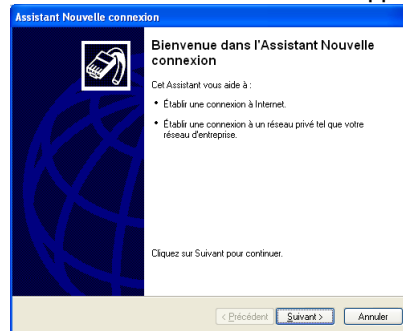 Assistant Nouvelle connexion
Bienvenue dans l'Assistant Nouvelle
connexion
Cet Assistant vous aide à :
• Établir une connexion à Internet.
• Établir une connexion à un réseau privé tel que votre
réseau d'entreprise.
Cliquez sur Suivant pour continuer.
< Précédent Suivant > Annuler